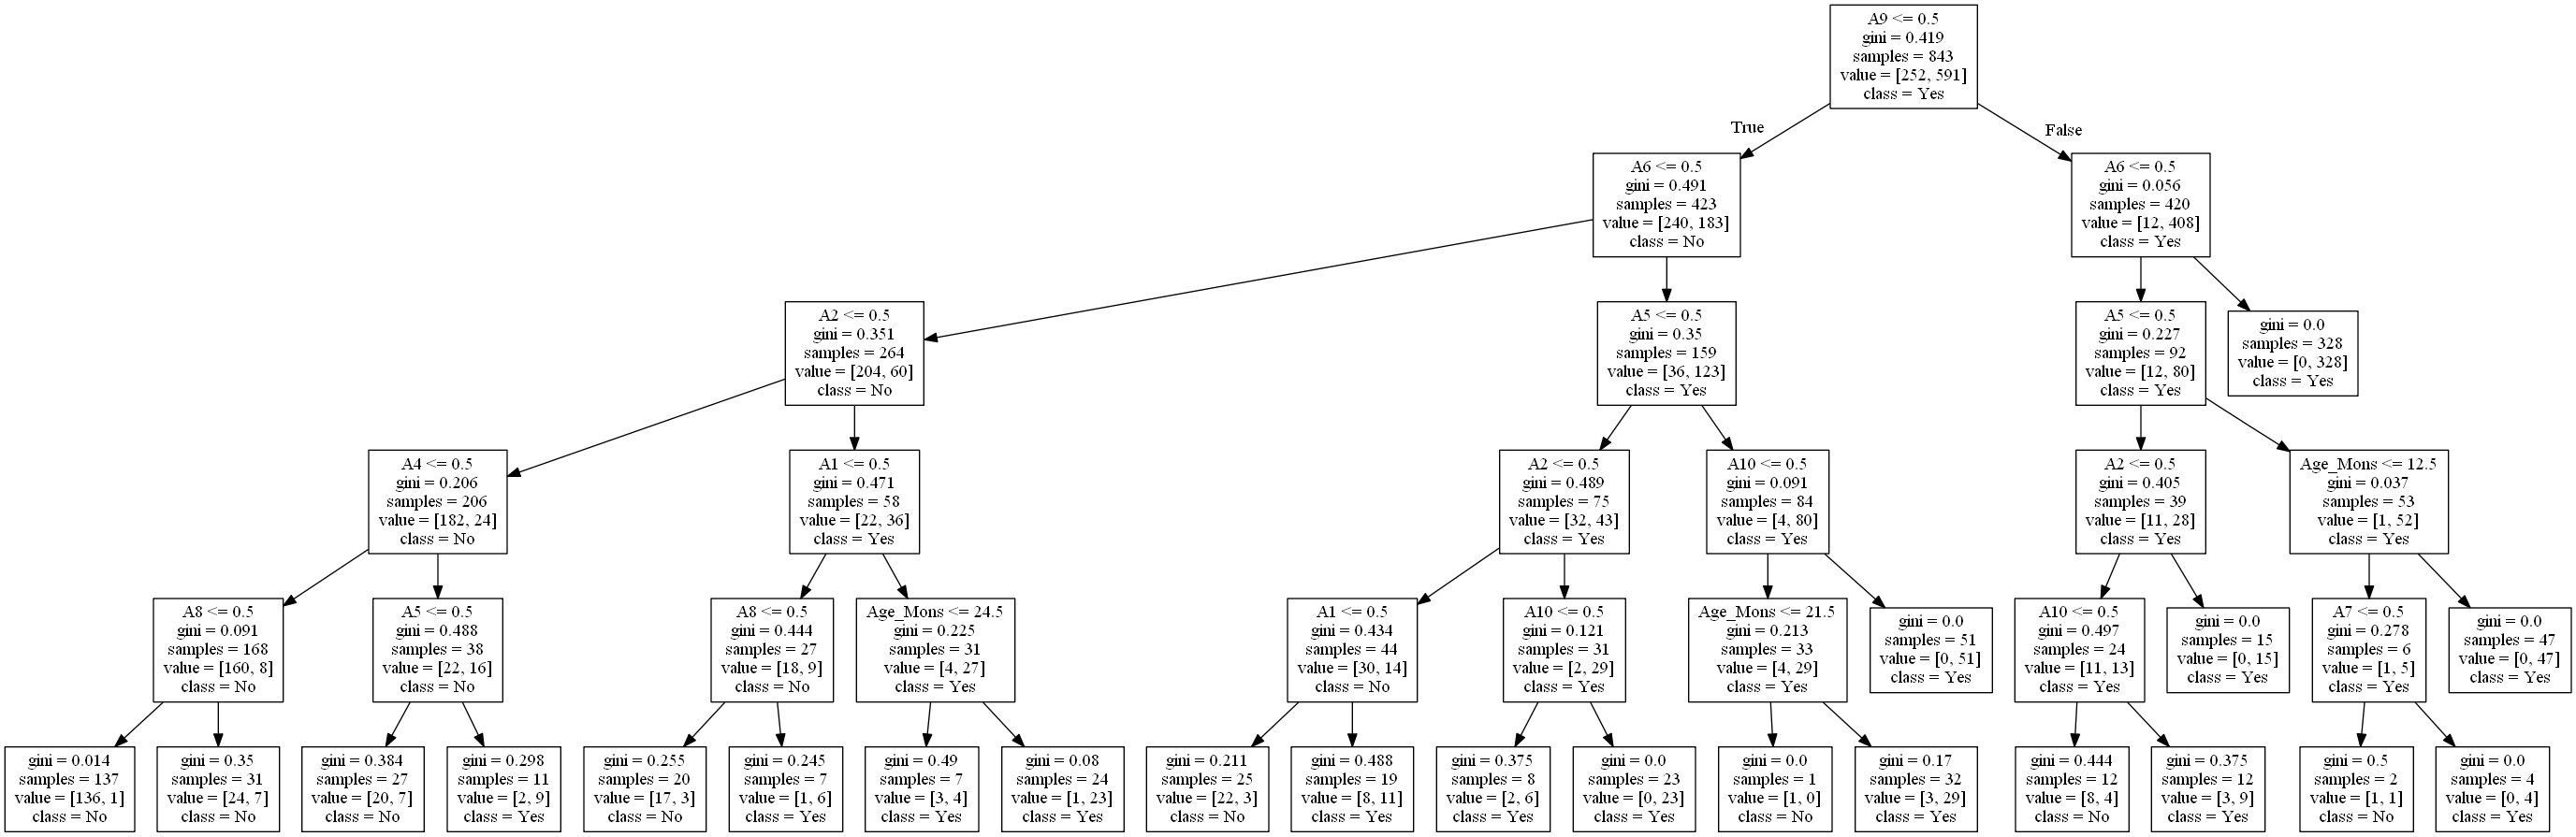 A9 <= 0.5
gini = 0.419
samples = 843
value = [252, 591]
class = Yes
True
False
A6 <= 0.5
gini = 0.491
samples = 423
value = [240, 183]
class = No
A6 <= 0.5
gini = 0.056
samples = 420
value = [12, 408]
class = Yes
A2 <= 0.5
gini = 0.351
samples = 264
value = [204, 60]
class = No
A5 <= 0.5
gini = 0.35
samples = 159
value = [36, 123]
class = Yes
A5 <= 0.5
gini = 0.227
samples = 92
value = [12, 80]
class = Yes
gini = 0.0
samples = 328
value = [0, 328]
class = Yes
A4 <= 0.5
gini = 0.206
samples = 206
value = [182, 24]
class = No
A1 <= 0.5
gini = 0.471
samples = 58
value = [22, 36]
class = Yes
A2 <= 0.5
gini = 0.489
samples = 75
value = [32, 43]
class = Yes
A10 <= 0.5
gini = 0.091
samples = 84
value = [4, 80]
class = Yes
A2 <= 0.5
gini = 0.405
samples = 39
value = [11, 28]
class = Yes
Age_Mons <= 12.5
gini = 0.037
samples = 53
value = [1, 52]
class = Yes
A8 <= 0.5
gini = 0.091
samples = 168
value = [160, 8]
class = No
A5 <= 0.5
gini = 0.488
samples = 38
value = [22, 16]
class = No
A8 <= 0.5
gini = 0.444
samples = 27
value = [18, 9]
class = No
Age_Mons <= 24.5
gini = 0.225
samples = 31
value = [4, 27]
class = Yes
A1 <= 0.5
gini = 0.434
samples = 44
value = [30, 14]
class = No
A10 <= 0.5
gini = 0.121
samples = 31
value = [2, 29]
class = Yes
Age_Mons <= 21.5
gini = 0.213
samples = 33
value = [4, 29]
class = Yes
gini = 0.0
samples = 51
value = [0, 51]
class = Yes
A10 <= 0.5
gini = 0.497
samples = 24
value = [11, 13]
class = Yes
gini = 0.0
samples = 15
value = [0, 15]
class = Yes
A7 <= 0.5
gini = 0.278
samples = 6
value = [1, 5]
class = Yes
gini = 0.0
samples = 47
value = [0, 47]
class = Yes
gini = 0.014
samples = 137
value = [136, 1]
class = No
gini = 0.35
samples = 31
value = [24, 7]
class = No
gini = 0.384
samples = 27
value = [20, 7]
class = No
gini = 0.298
samples = 11
value = [2, 9]
class = Yes
gini = 0.255
samples = 20
value = [17, 3]
class = No
gini = 0.245
samples = 7
value = [1, 6]
class = Yes
gini = 0.49
samples = 7
value = [3, 4]
class = Yes
gini = 0.08
samples = 24
value = [1, 23]
class = Yes
gini = 0.211
samples = 25
value = [22, 3]
class = No
gini = 0.488
samples = 19
value = [8, 11]
class = Yes
gini = 0.375
samples = 8
value = [2, 6]
class = Yes
gini = 0.0
samples = 23
value = [0, 23]
class = Yes
gini = 0.0
samples = 1
value = [1, 0]
class = No
gini = 0.17
samples = 32
value = [3, 29]
class = Yes
gini = 0.444
samples = 12
value = [8, 4]
class = No
gini = 0.375
samples = 12
value = [3, 9]
class = Yes
gini = 0.5
samples = 2
value = [1, 1]
class = No
gini = 0.0
samples = 4
value = [0, 4]
class = Yes